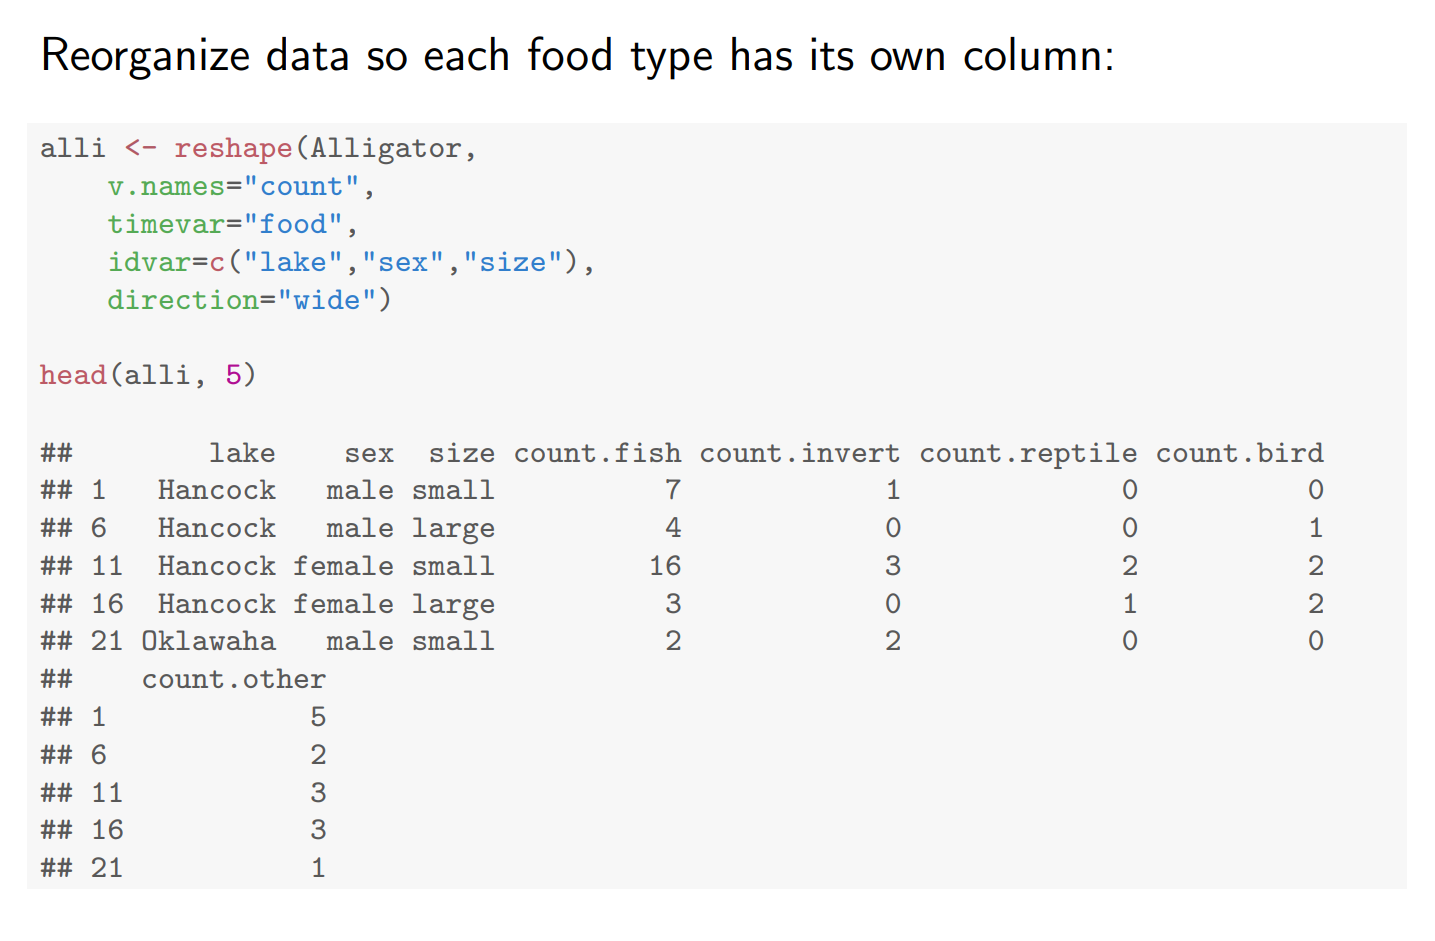 Reorganize data so each food type has its own column:
alli <- reshape(Alligator,
    v.names="count",
    timevar="food",
    idvar=c("lake","sex","size"),
    direction="wide")
head(alli, 5)
##        lake    sex  size count.fish count.invert count.reptile count.bird
## 1   Hancock   male small          7            1             0          0
## 6   Hancock   male large          4            0             0          1
## 11  Hancock female small         16            3             2          2
## 16  Hancock female large          3            0             1          2
## 21 Oklawaha   male small          2            2             0          0
##    count.other
## 1            5
## 6            2
## 11           3
## 16           3
## 21           1